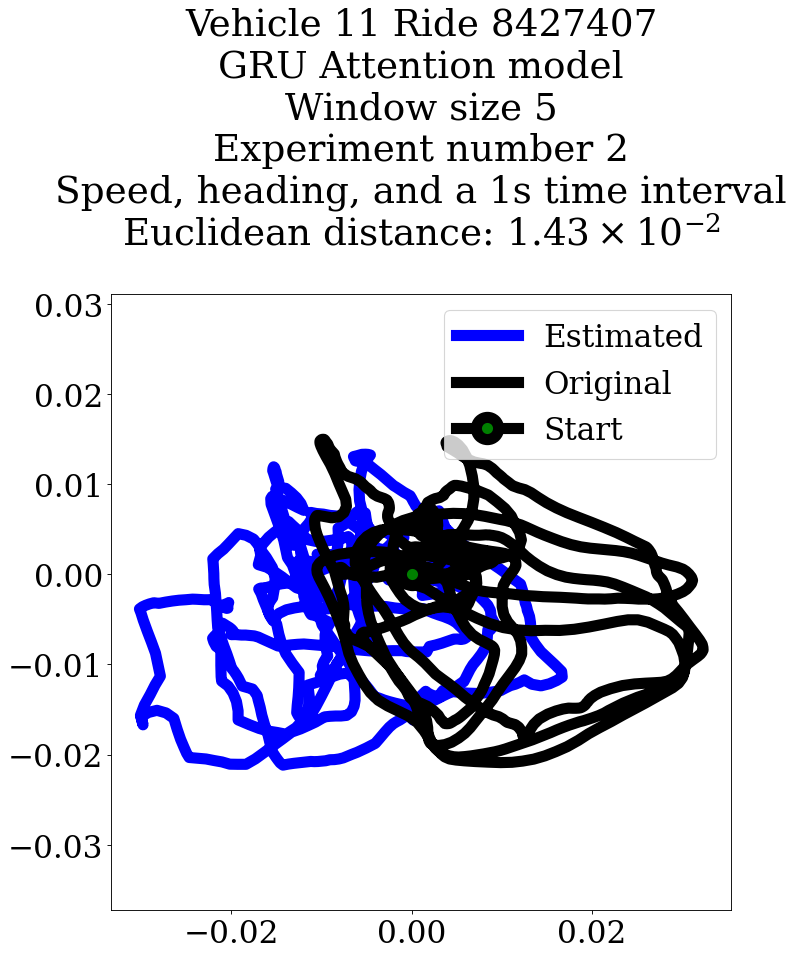 Vehicle 11 Ride 8427407
GRU Attention model
Window size 5
Experiment number 2
Speed, heading, and a 1s time interval
Euclidean distance: 1.43 × 10⁻²
Estimated
Original
Start
0.03
0.02
0.01
0.00
−0.01
−0.02
−0.03
−0.02
0.00
0.02